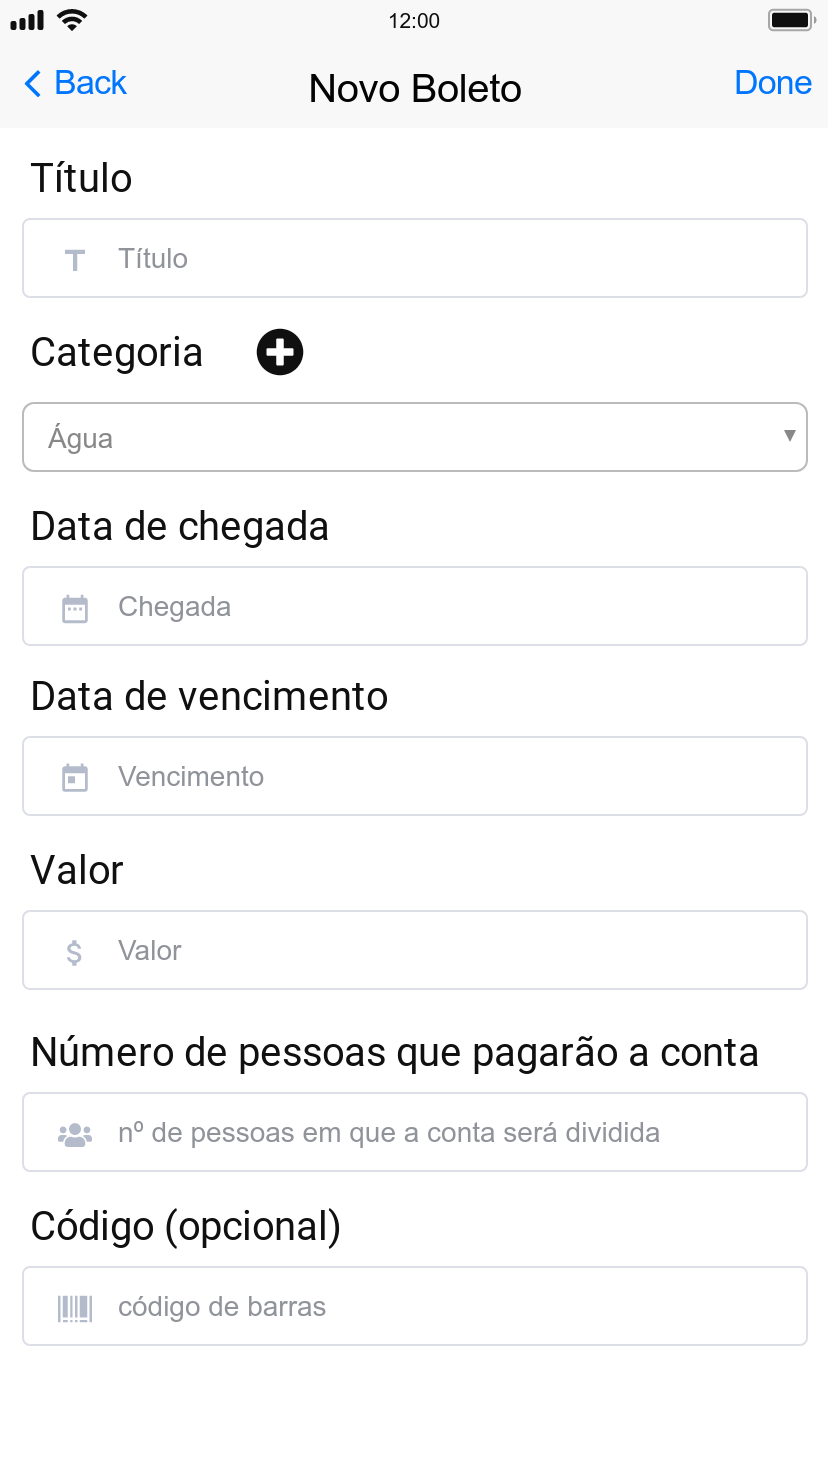 12:00
Back
Novo Boleto
Done
Título
Título
Categoria
Água
Data de chegada
Chegada
Data de vencimento
Vencimento
Valor
$ Valor
Número de pessoas que pagarão a conta
nº de pessoas em que a conta será dividida
Código (opcional)
código de barras